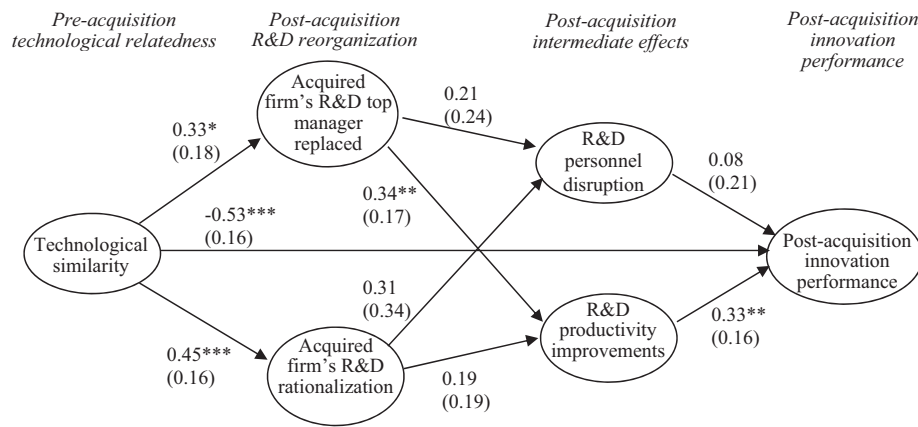 Pre-acquisition
technological relatedness
Post-acquisition
R&D reorganization
Post-acquisition
intermediate effects
Post-acquisition
innovation
performance
Acquired
firm's R&D top
manager
replaced
0.21
(0.24)
0.33*
(0.18)
R&D
personnel
disruption
0.08
(0.21)
0.34**
(0.17)
-0.53***
(0.16)
Technological
similarity
Post-acquisition
innovation
performance
0.31
(0.34)
R&D
productivity
improvements
0.33**
(0.16)
0.45***
(0.16)
Acquired
firm's R&D
rationalization
0.19
(0.19)